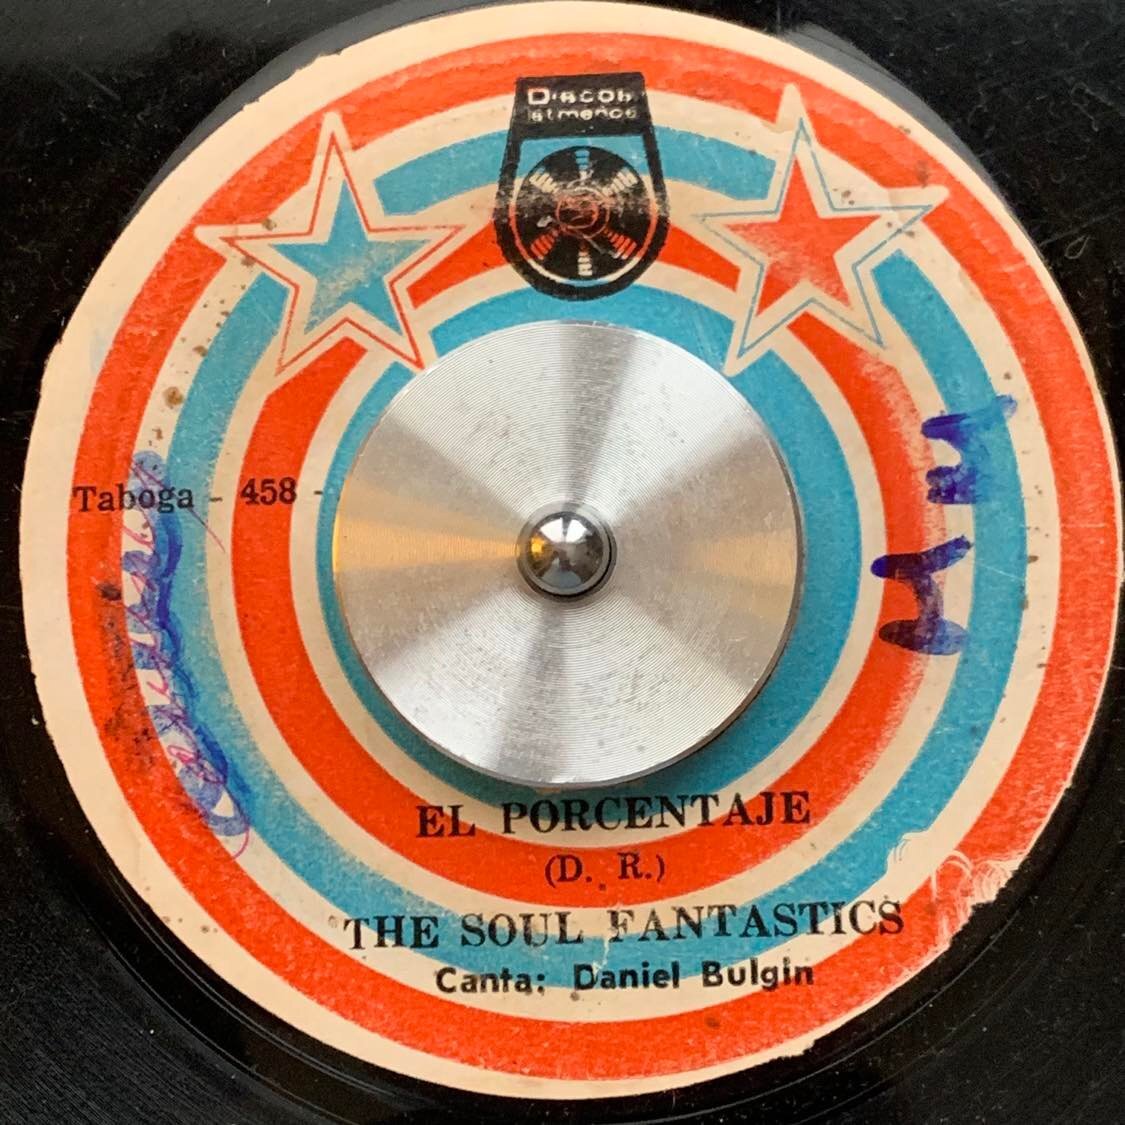 Discos
Istmeños
Taboga - 458 -
EL PORCENTAJE
(D. R.)
THE SOUL FANTASTICS
Canta: Daniel Bulgin